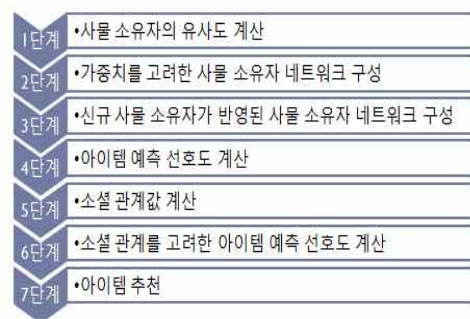 1단계 •사물 소유자의 유사도 계산
2단계 •가중치를 고려한 사물 소유자 네트워크 구성
3단계 •신규 사물 소유자가 반영된 사물 소유자 네트워크 구성
4단계 •아이템 예측 선호도 계산
5단계 •소셜 관계값 계산
6단계 •소셜 관계를 고려한 아이템 예측 선호도 계산
7단계 •아이템 추천